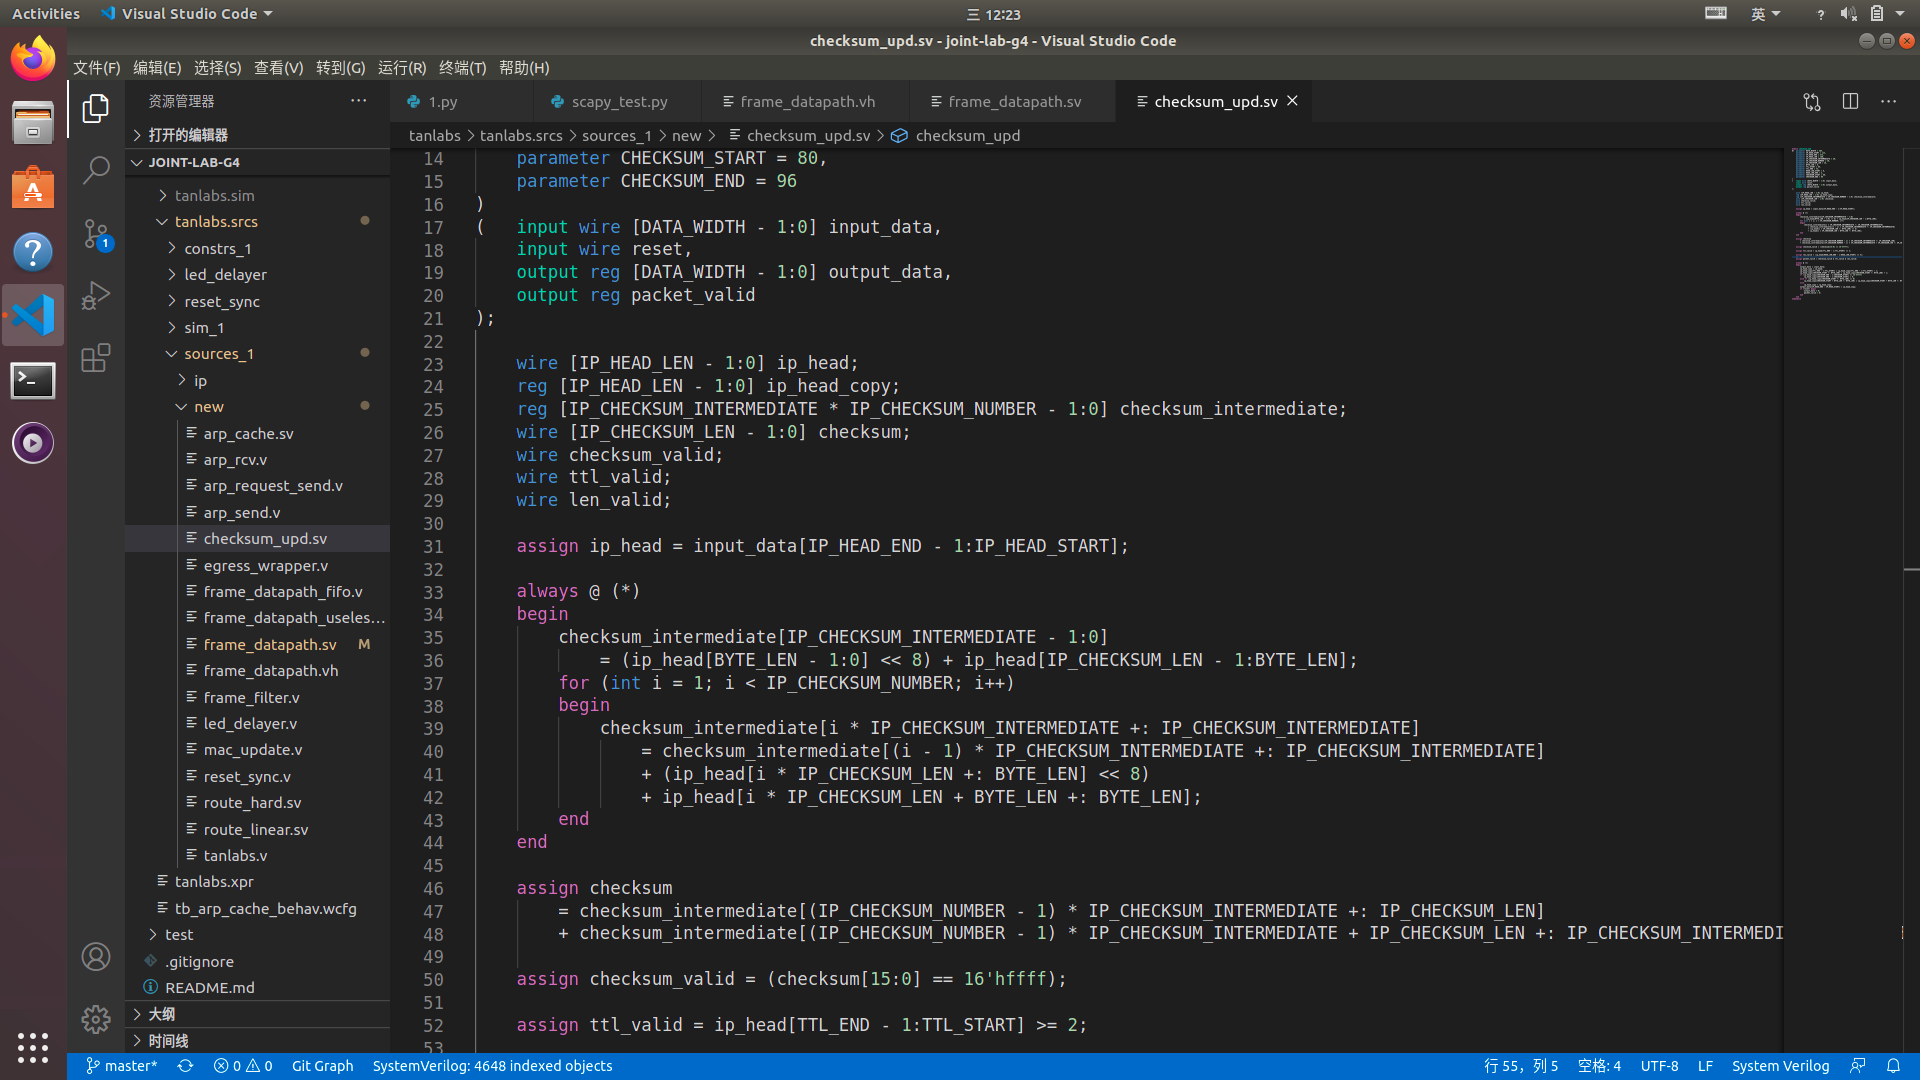 Activities
Visual Studio Code
三 12:23
英
checksum_upd.sv - joint-lab-g4 - Visual Studio Code
文件(F) 编辑(E) 选择(S) 查看(V) 转到(G) 运行(R) 终端(T) 帮助(H)
资源管理器
1.py
scapy_test.py
frame_datapath.vh
frame_datapath.sv
checksum_upd.sv
tanlabs > tanlabs.srcs > sources_1 > new > checksum_upd.sv > checksum_upd
打开的编辑器
JOINT-LAB-G4
tanlabs.sim
tanlabs.srcs
constrs_1
led_delayer
reset_sync
sim_1
sources_1
ip
new
arp_cache.sv
arp_rcv.v
arp_request_send.v
arp_send.v
checksum_upd.sv
egress_wrapper.v
frame_datapath_fifo.v
frame_datapath_useles...
frame_datapath.sv M
frame_datapath.vh
frame_filter.v
led_delayer.v
mac_update.v
reset_sync.v
route_hard.sv
route_linear.sv
tanlabs.v
tanlabs.xpr
tb_arp_cache_behav.wcfg
test
.gitignore
README.md
大纲
时间线
1
14 parameter CHECKSUM_START = 80,
15 parameter CHECKSUM_END = 96
16 )
17 ( input wire [DATA_WIDTH - 1:0] input_data,
18 input wire reset,
19 output reg [DATA_WIDTH - 1:0] output_data,
20 output reg packet_valid
21 );
22
23 wire [IP_HEAD_LEN - 1:0] ip_head;
24 reg [IP_HEAD_LEN - 1:0] ip_head_copy;
25 reg [IP_CHECKSUM_INTERMEDIATE * IP_CHECKSUM_NUMBER - 1:0] checksum_intermediate;
26 wire [IP_CHECKSUM_LEN - 1:0] checksum;
27 wire checksum_valid;
28 wire ttl_valid;
29 wire len_valid;
30
31 assign ip_head = input_data[IP_HEAD_END - 1:IP_HEAD_START];
32
33 always @ (*)
34 begin
35 checksum_intermediate[IP_CHECKSUM_INTERMEDIATE - 1:0]
36 = (ip_head[BYTE_LEN - 1:0] << 8) + ip_head[IP_CHECKSUM_LEN - 1:BYTE_LEN];
37 for (int i = 1; i < IP_CHECKSUM_NUMBER; i++)
38 begin
39 checksum_intermediate[i * IP_CHECKSUM_INTERMEDIATE +: IP_CHECKSUM_INTERMEDIATE]
40 = checksum_intermediate[(i - 1) * IP_CHECKSUM_INTERMEDIATE +: IP_CHECKSUM_INTERMEDIATE]
41 + (ip_head[i * IP_CHECKSUM_LEN +: BYTE_LEN] << 8)
42 + ip_head[i * IP_CHECKSUM_LEN + BYTE_LEN +: BYTE_LEN];
43 end
44 end
45
46 assign checksum
47 = checksum_intermediate[(IP_CHECKSUM_NUMBER - 1) * IP_CHECKSUM_INTERMEDIATE +: IP_CHECKSUM_LEN]
48 + checksum_intermediate[(IP_CHECKSUM_NUMBER - 1) * IP_CHECKSUM_INTERMEDIATE + IP_CHECKSUM_LEN +: IP_CHECKSUM_INTERMEDI
49
50 assign checksum_valid = (checksum[15:0] == 16'hffff);
51
52 assign ttl_valid = ip_head[TTL_END - 1:TTL_START] >= 2;
53
master* 0 0 Git Graph SystemVerilog: 4648 indexed objects
行 55，列 5 空格: 4 UTF-8 LF System Verilog